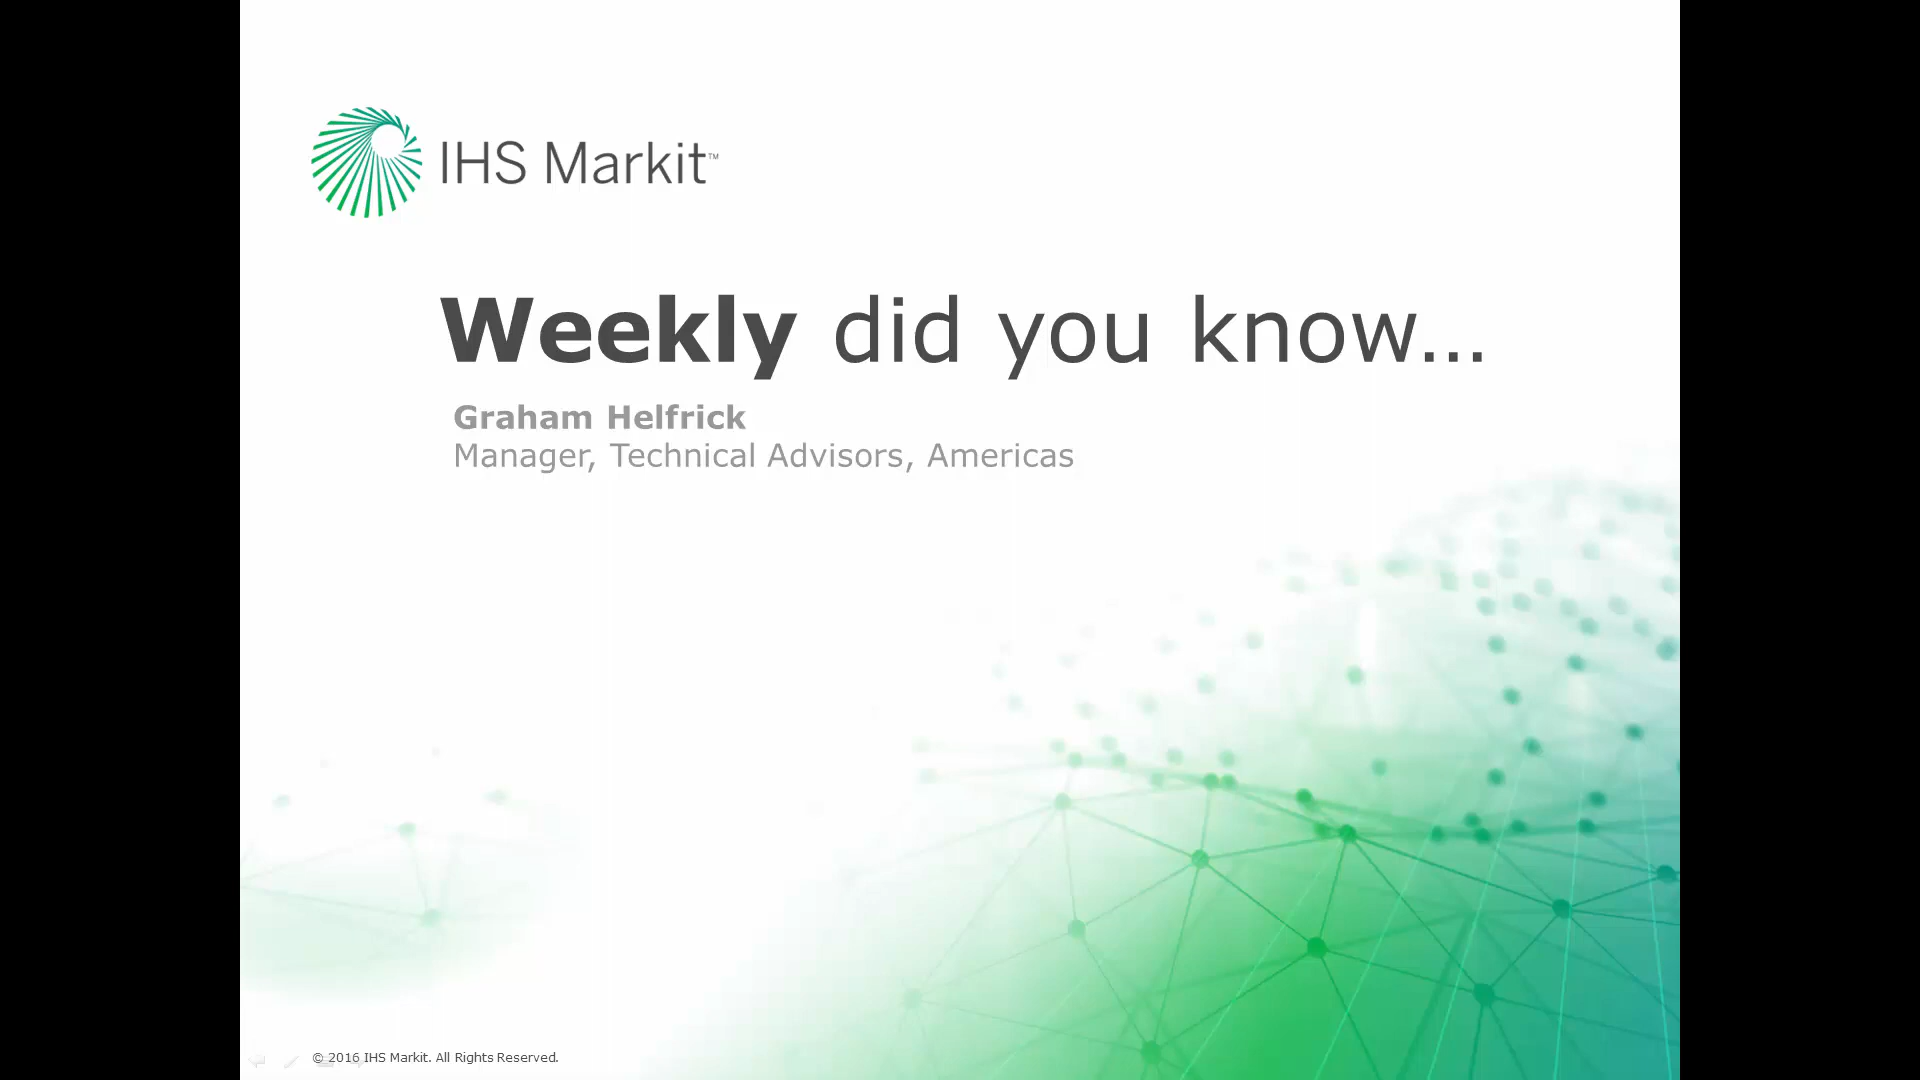 IHS Markit™
Weekly did you know...
Graham Helfrick
Manager, Technical Advisors, Americas
© 2016 IHS Markit. All Rights Reserved.